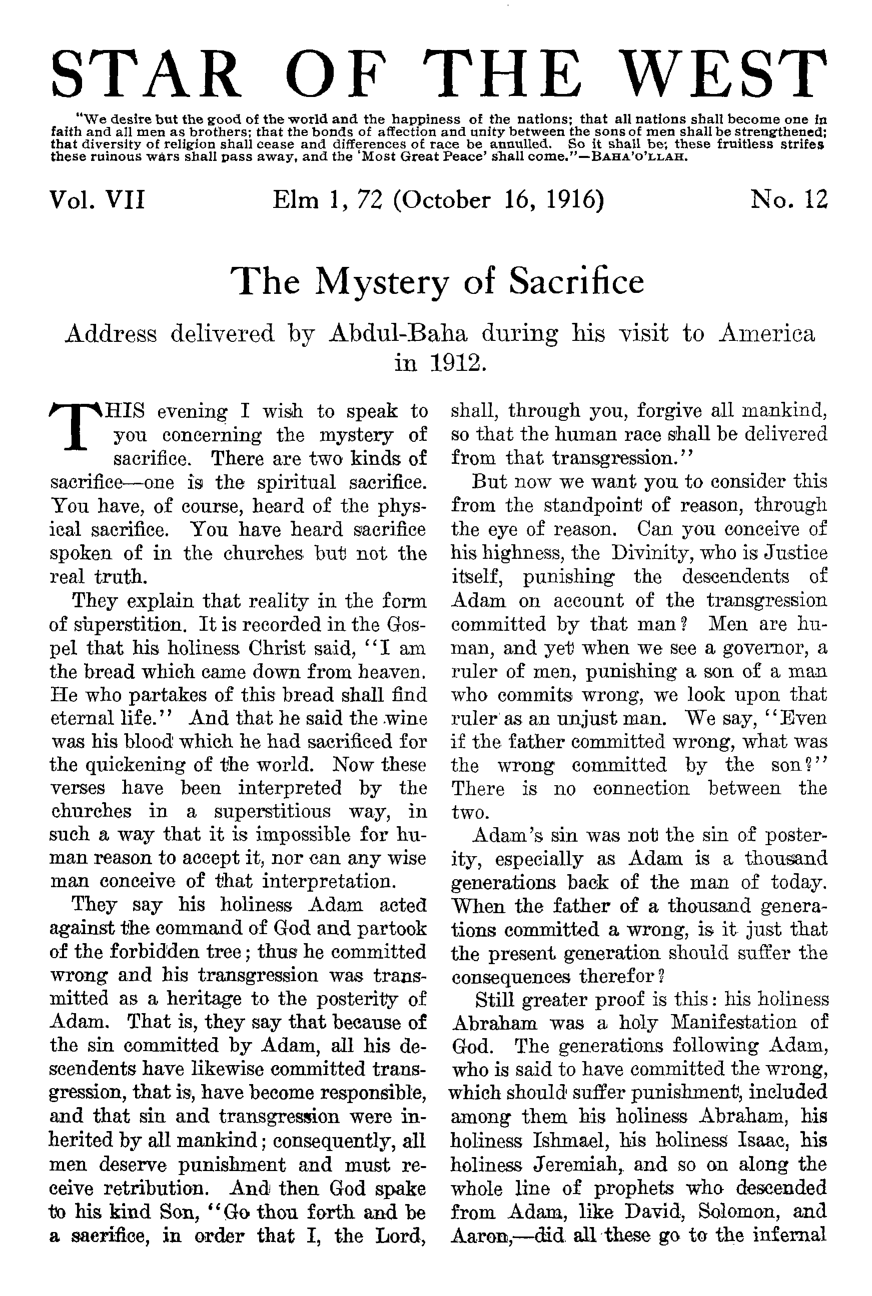 STAR OF THE WEST
"We desire but the good of the world and the happiness of the nations; that all nations shall become one in
faith and all men as brothers; that the bonds of affection and unity between the sons of men shall be strengthened;
that diversity of religion shall cease and differences of race be annulled. So it shall be; these fruitless strifes
these ruinous wars shall pass away, and the 'Most Great Peace' shall come."—BAHA'O'LLAH.
Vol. VII Elm 1, 72 (October 16, 1916) No. 12
The Mystery of Sacrifice
Address delivered by Abdul-Baha during his visit to America
in 1912.
THIS evening I wish to speak to
you concerning the mystery of
sacrifice. There are two kinds of
sacrifice—one is the spiritual sacrifice.
You have, of course, heard of the phys-
ical sacrifice. You have heard sacrifice
spoken of in the churches but not the
real truth.
They explain that reality in the form
of superstition. It is recorded in the Gos-
pel that his holiness Christ said, "I am
the bread which came down from heaven.
He who partakes of this bread shall find
eternal life." And that he said the wine
was his blood which he had sacrificed for
the quickening of the world. Now these
verses have been interpreted by the
churches in a superstitious way, in
such a way that it is impossible for hu-
man reason to accept it, nor can any wise
man conceive of that interpretation.
They say his holiness Adam acted
against the command of God and partook
of the forbidden tree; thus he committed
wrong and his transgression was trans-
mitted as a heritage to the posterity of
Adam. That is, they say that because of
the sin committed by Adam, all his de-
scendents have likewise committed trans-
gression, that is, have become responsible,
and that sin and transgression were in-
herited by all mankind; consequently, all
men deserve punishment and must re-
ceive retribution. And then God spake
to his kind Son, "Go thou forth and be
a sacrifice, in order that I, the Lord,
shall, through you, forgive all mankind,
so that the human race shall be delivered
from that transgression."
But now we want you to consider this
from the standpoint of reason, through
the eye of reason. Can you conceive of
his highness, the Divinity, who is Justice
itself, punishing the descendents of
Adam on account of the transgression
committed by that man? Men are hu-
man, and yet when we see a governor, a
ruler of men, punishing a son of a man
who commits wrong, we look upon that
ruler as an unjust man. We say, "Even
if the father committed wrong, what was
the wrong committed by the son?"
There is no connection between the
two.
Adam's sin was not the sin of poster-
ity, especially as Adam is a thousand
generations back of the man of today.
When the father of a thousand genera-
tions committed a wrong, is it just that
the present generation should suffer the
consequences therefor?
Still greater proof is this: his holiness
Abraham was a holy Manifestation of
God. The generations following Adam,
who is said to have committed the wrong,
which should suffer punishment, included
among them his holiness Abraham, his
holiness Ishmael, his holiness Isaac, his
holiness Jeremiah, and so on along the
whole line of prophets who descended
from Adam, like David, Solomon, and
Aaron,—did all these go to the infernal